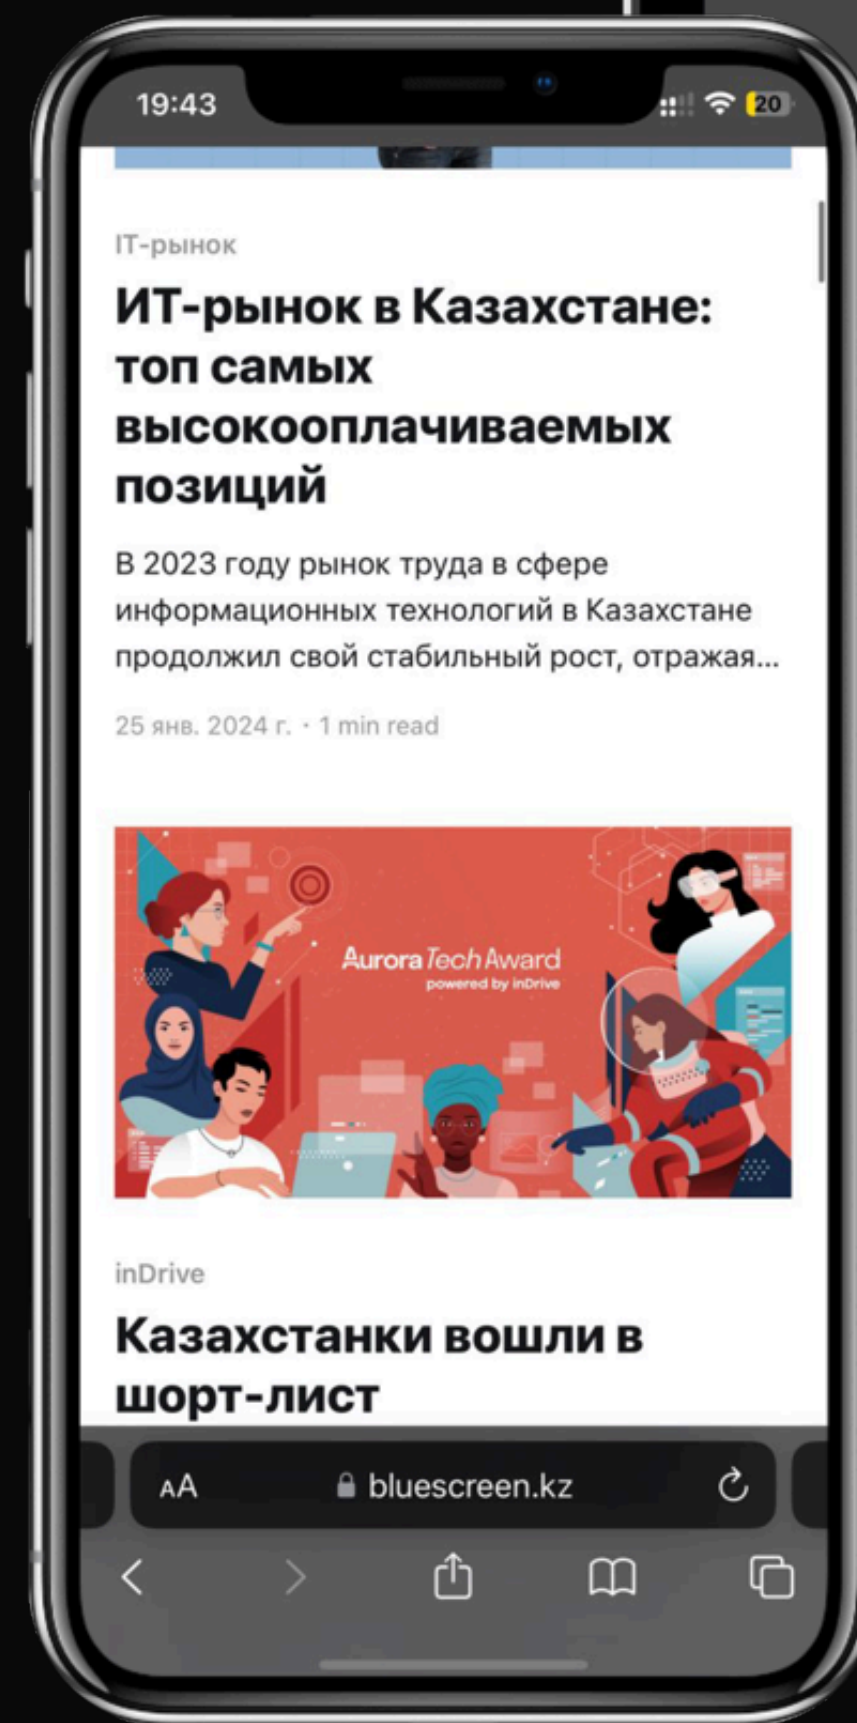 19:43
20
IT-рынок
ИТ-рынок в Казахстане:
топ самых
высокооплачиваемых
позиций
В 2023 году рынок труда в сфере
информационных технологий в Казахстане
продолжил свой стабильный рост, отражая...
25 янв. 2024 г. · 1 min read
Aurora Tech Award
powered by inDrive
inDrive
Казахстанки вошли в
шорт-лист
AA
bluescreen.kz